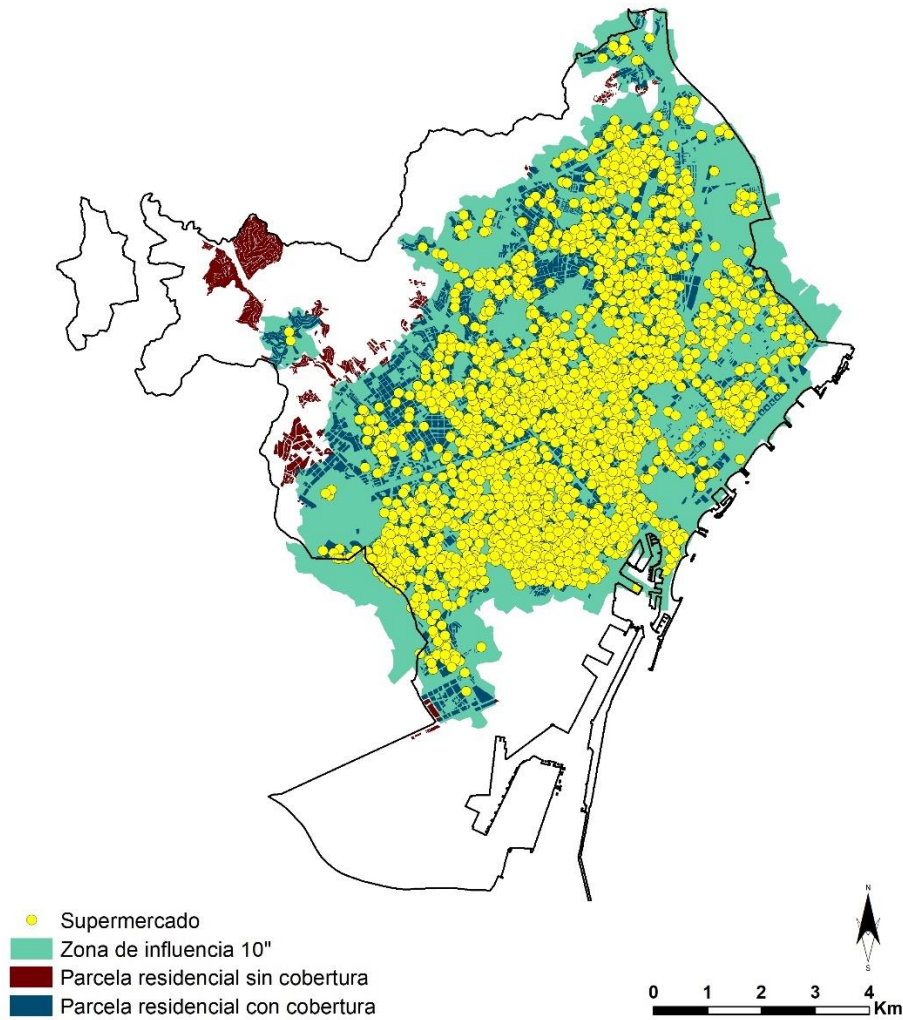 N
S
Supermercado
Zona de influencia 10"
Parcela residencial sin cobertura
Parcela residencial con cobertura
0 1 2 3 4
Km